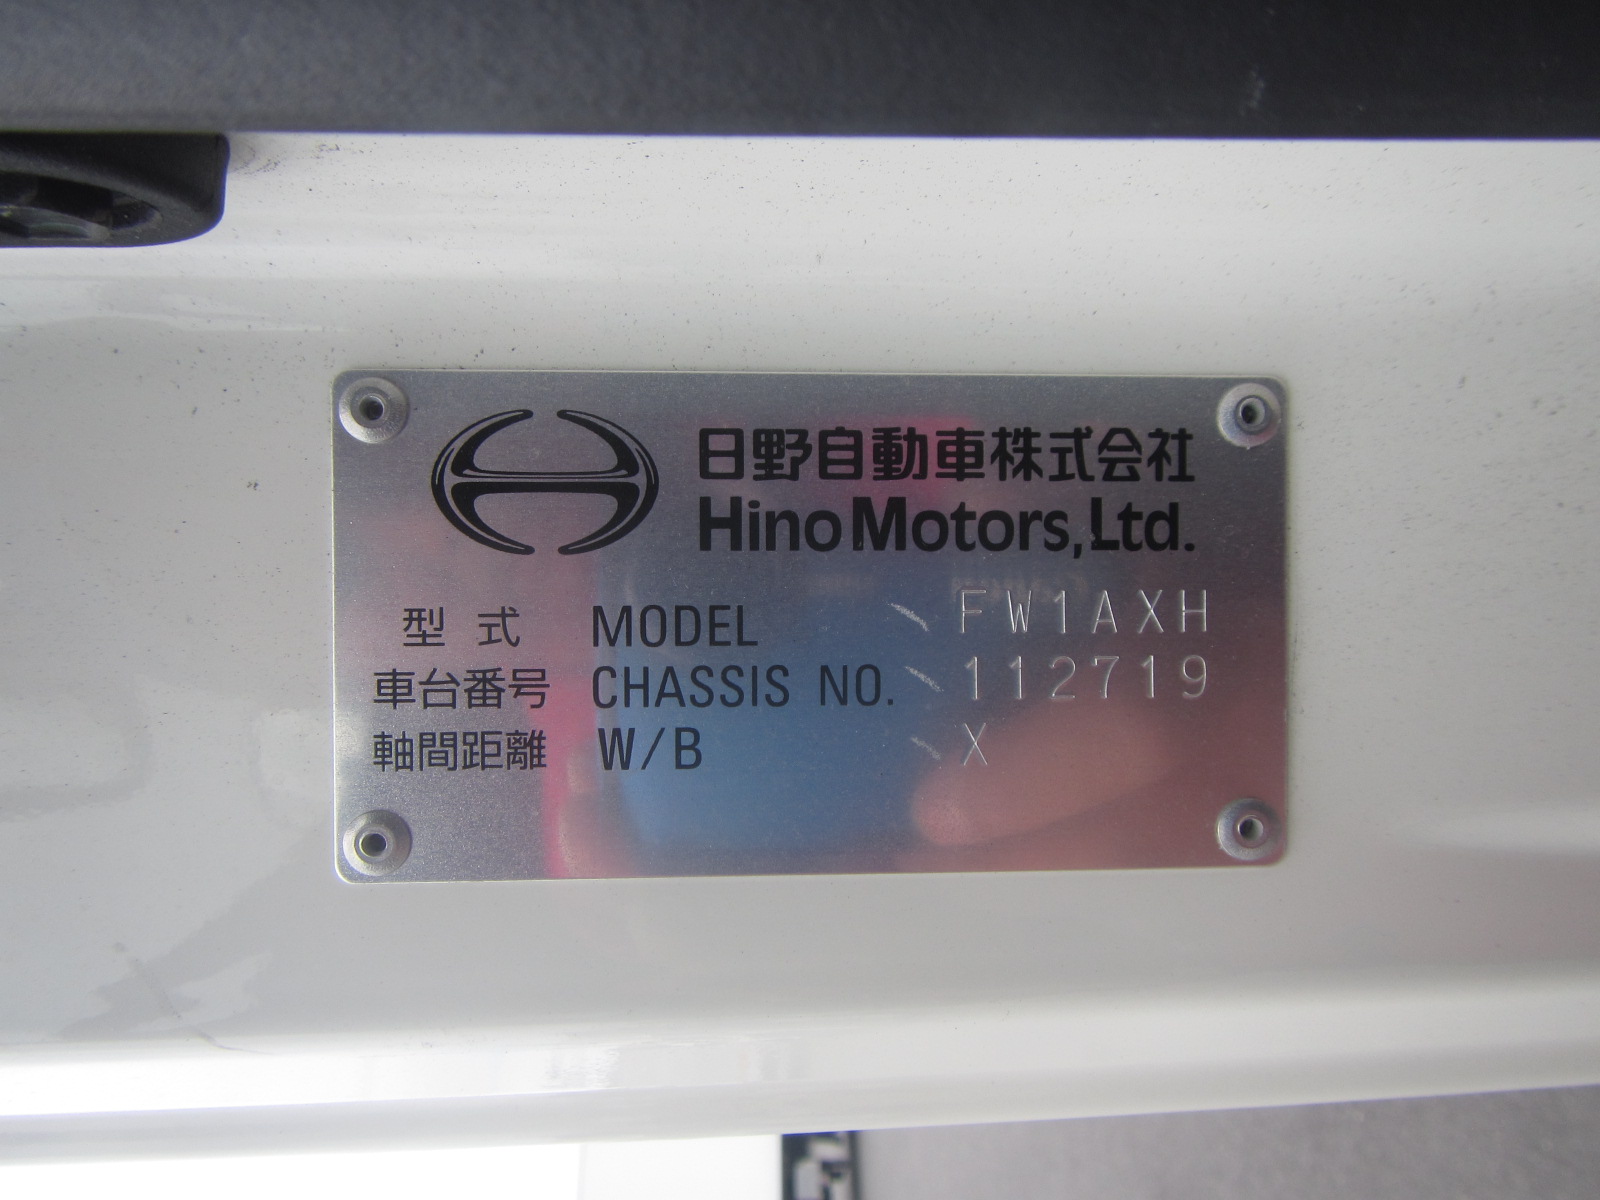 日野自動車株式会社
Hino Motors, Ltd.
型式 MODEL FW1AXH
車台番号 CHASSIS NO. 112719
軸間距離 W/B X